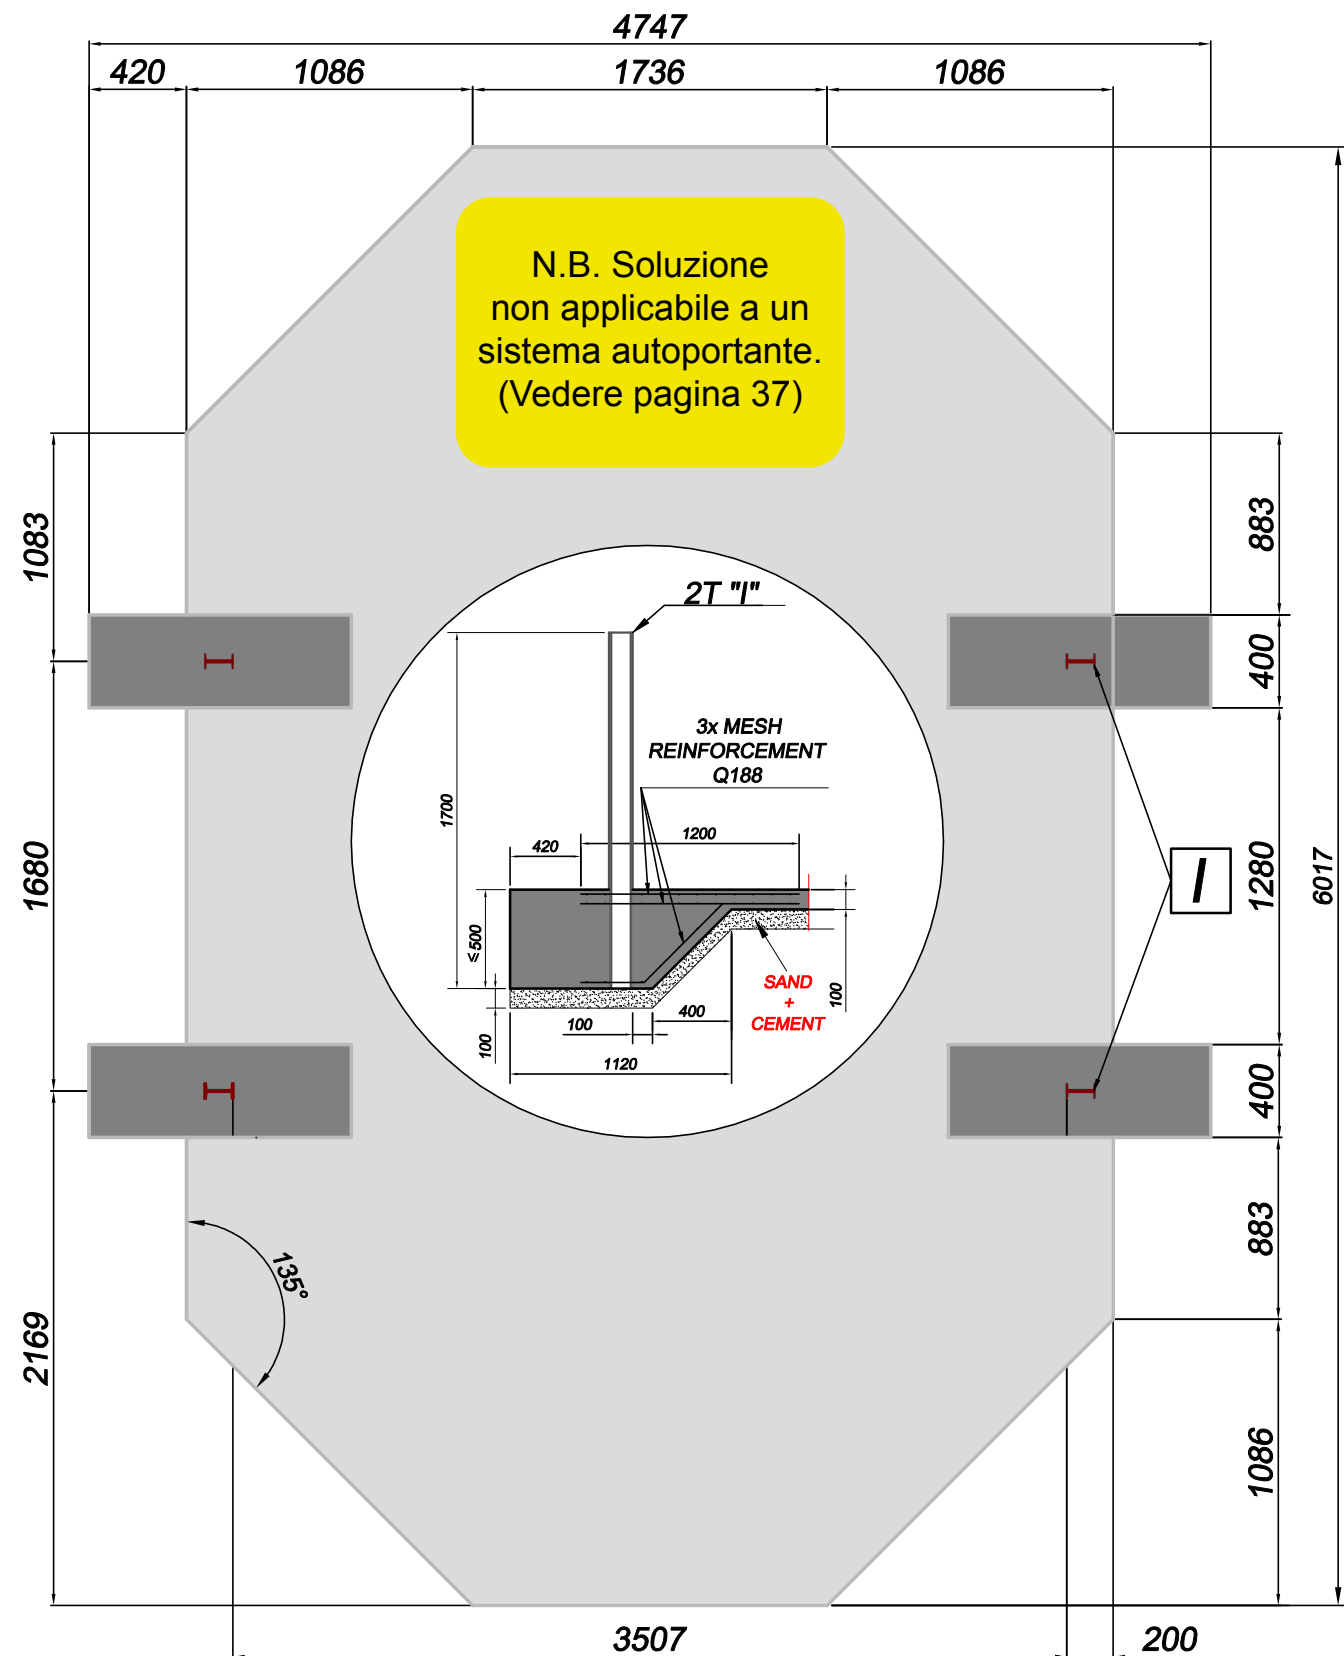 4747
420 1086 1736 1086
N.B. Soluzione
non applicabile a un
sistema autoportante.
(Vedere pagina 37)
1083
883
2T "I"
400
3x MESH
REINFORCEMENT
Q188
1700
1200
420
1680
1280
6017
I
≤500
SAND
+
CEMENT
100
400
100
100
1120
400
135°
883
2169
1086
3507 200